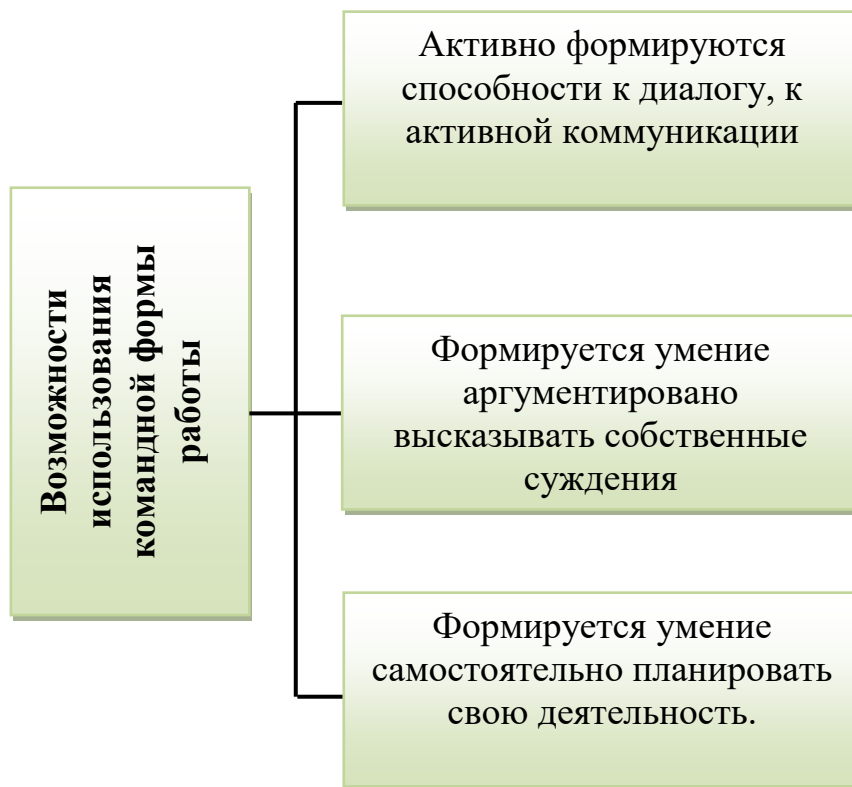 Возможности
использования
командной формы
работы
Активно формируются
способности к диалогу, к
активной коммуникации
Формируется умение
аргументировано
высказывать собственные
суждения
Формируется умение
самостоятельно планировать
свою деятельность.